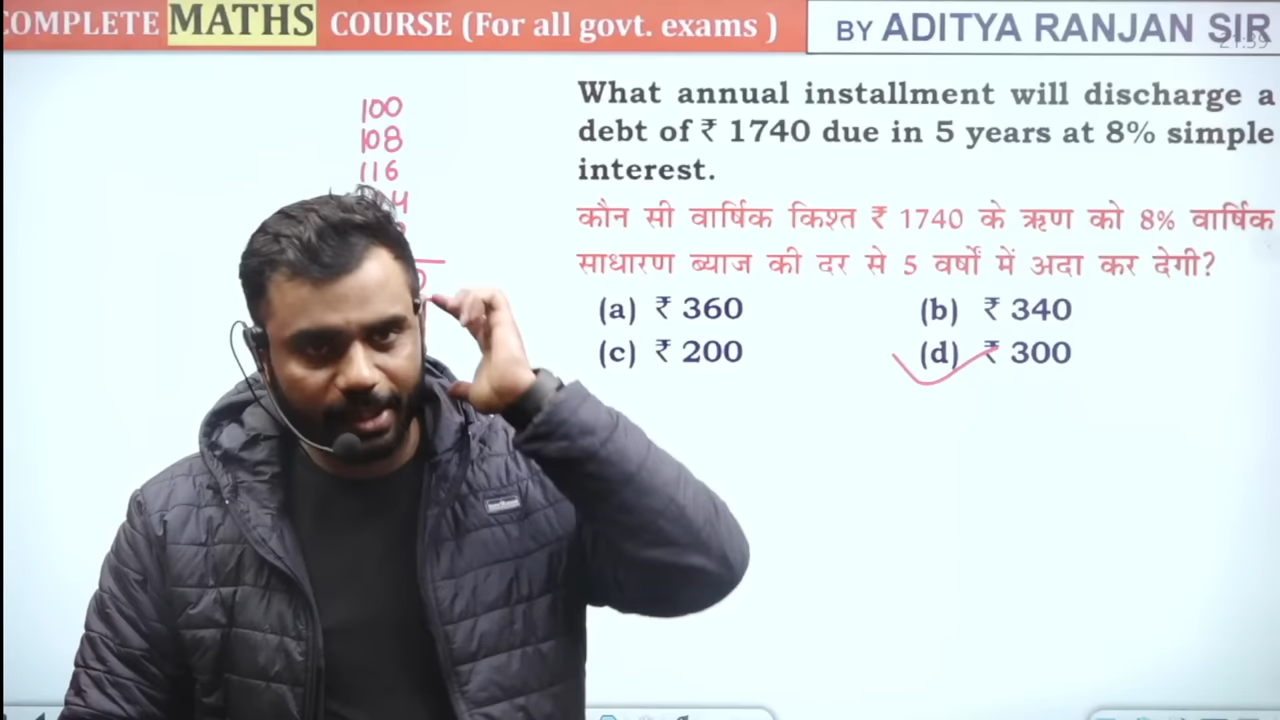 COMPLETE MATHS COURSE (For all govt. exams )
BY ADITYA RANJAN SIR
21:39
100
108
116
What annual installment will discharge a
debt of ₹ 1740 due in 5 years at 8% simple
interest.
कौन सी वार्षिक किश्त ₹ 1740 के ऋण को 8% वार्षिक
साधारण ब्याज की दर से 5 वर्षों में अदा कर देगी?
(a) ₹ 360
(b) ₹ 340
(c) ₹ 200
(d) ₹ 300